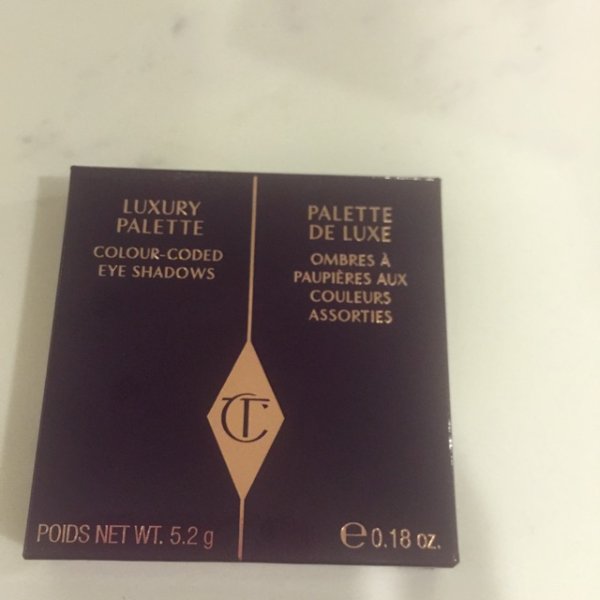 LUXURY
PALETTE
COLOUR-CODED
EYE SHADOWS
PALETTE
DE LUXE
OMBRES À
PAUPIÈRES AUX
COULEURS
ASSORTIES
CT
POIDS NET WT. 5.2 g
℮ 0.18 oz.